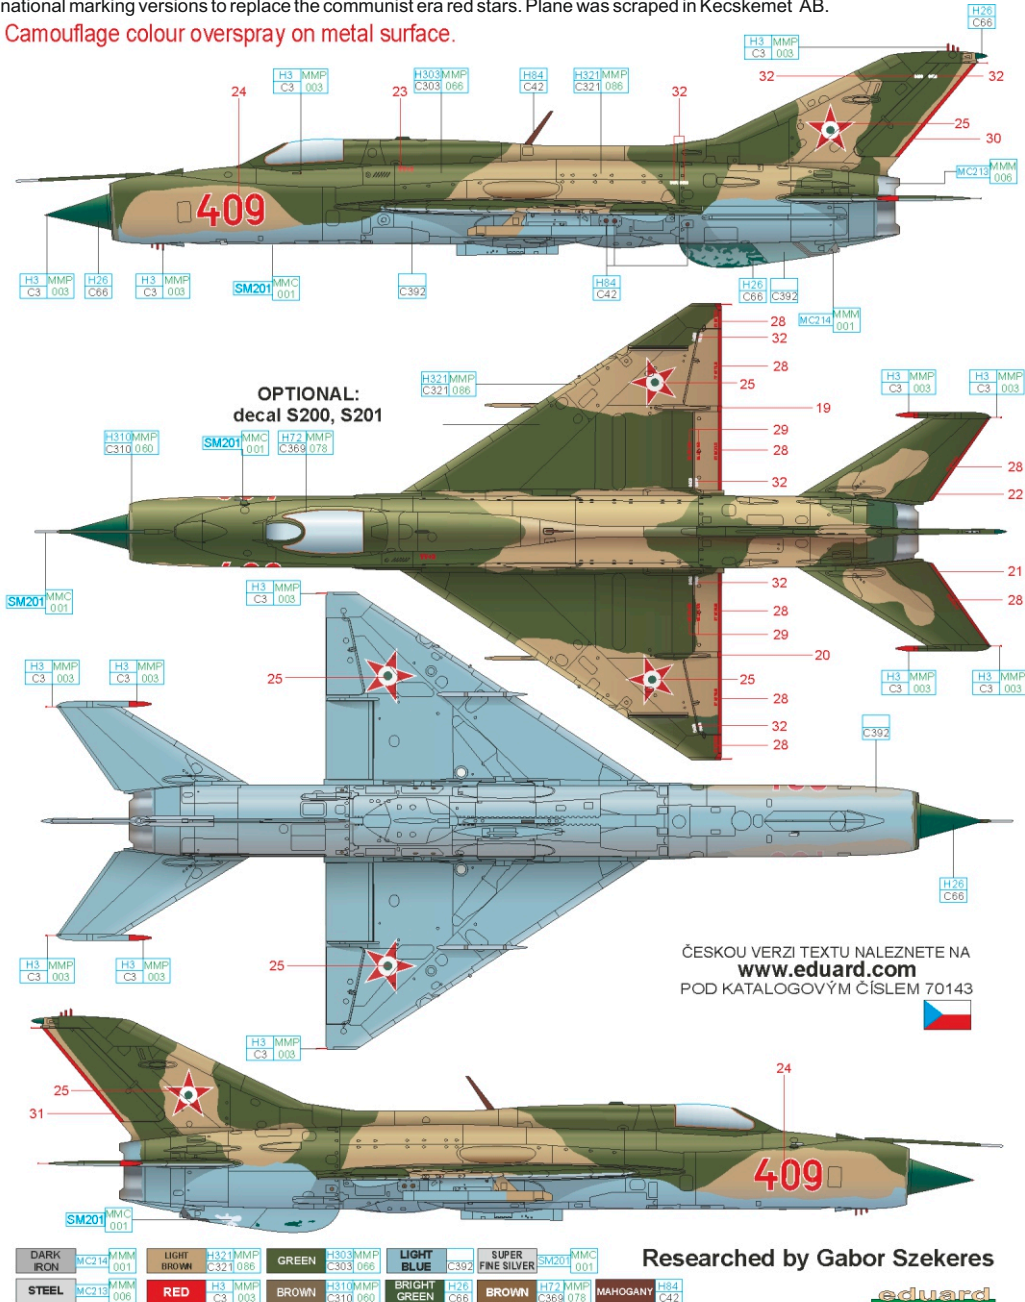 national marking versions to replace the communist era red stars. Plane was scraped in Kecskemet AB.
Camouflage colour overspray on metal surface.
H26
C66
H3 MMP
C3 003
H3 MMP
C3 003
H303 MMP
C303 066
H84
C42
H321 MMP
C321 086
32
32
24
23
32
25
30
MC213 MMM
006
409
H3 MMP
C3 003
H26
C66
H3 MMP
C3 003
SM201 MMC
001
C392
H84
C42
H26
C66
C392
MC214 MMM
001
28
32
28
25
19
29
28
32
H321 MMP
C321 086
H3 MMP
C3 003
H3 MMP
C3 003
OPTIONAL:
decal S200, S201
H310 MMP
C310 060
SM201 MMC
001
H72 MMP
C369 078
28
22
21
28
SM201 MMC
001
H3 MMP
C3 003
32
28
29
20
25
28
32
28
H3 MMP
C3 003
H3 MMP
C3 003
H3 MMP
C3 003
H3 MMP
C3 003
25
C392
H26
C66
25
H3 MMP
C3 003
H3 MMP
C3 003
H3 MMP
C3 003
ČESKOU VERZI TEXTU NALEZNETE NA
www.eduard.com
POD KATALOGOVÝM ČÍSLEM 70143
25
31
24
409
SM201 MMC
001
DARK IRON MC214 MMM 001
LIGHT BROWN H321 MMP C321 086
GREEN H303 MMP C303 066
LIGHT BLUE C392
SUPER FINE SILVER SM201 MMC 001
Researched by Gabor Szekeres
STEEL MC213 MMM 006
RED H3 MMP C3 003
BROWN H310 MMP C310 060
BRIGHT GREEN H26 C66
BROWN H72 MMP C369 078
MAHOGANY H84 C42
eduard